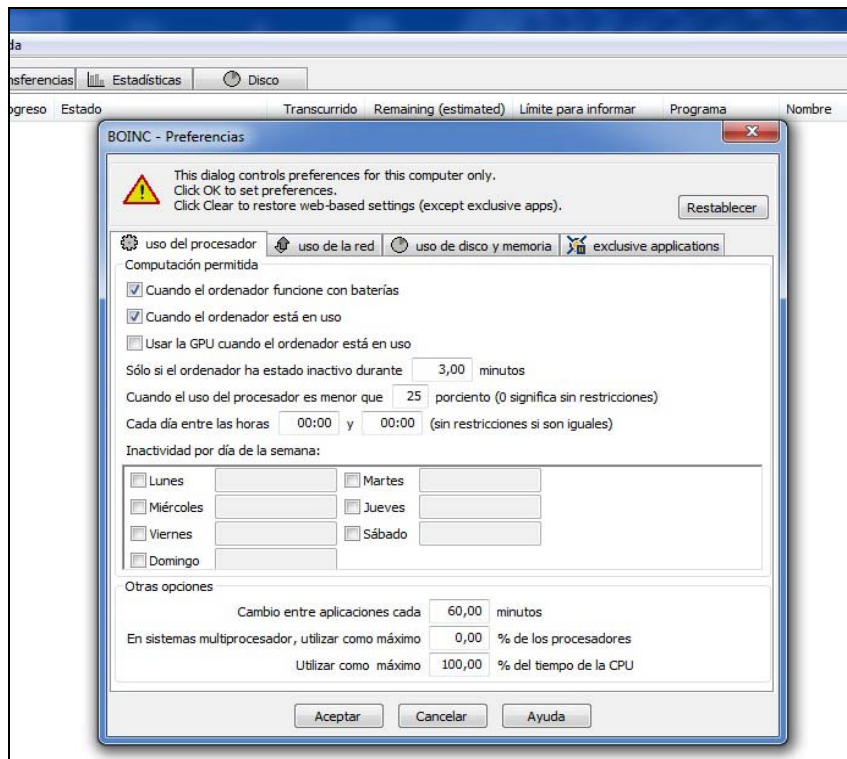 da
nsferencias Estadísticas Disco
ogreso Estado Transcurrido Remaining (estimated) Límite para informar Programa Nombre
BOINC - Preferencias
This dialog controls preferences for this computer only.
Click OK to set preferences.
Click Clear to restore web-based settings (except exclusive apps).
Restablecer
uso del procesador uso de la red uso de disco y memoria exclusive applications
Computación permitida
Cuando el ordenador funcione con baterías
Cuando el ordenador está en uso
Usar la GPU cuando el ordenador está en uso
Sólo si el ordenador ha estado inactivo durante 3,00 minutos
Cuando el uso del procesador es menor que 25 porciento (0 significa sin restricciones)
Cada día entre las horas 00:00 y 00:00 (sin restricciones si son iguales)
Inactividad por día de la semana:
Lunes Martes
Miércoles Jueves
Viernes Sábado
Domingo
Otras opciones
Cambio entre aplicaciones cada 60,00 minutos
En sistemas multiprocesador, utilizar como máximo 0,00 % de los procesadores
Utilizar como máximo 100,00 % del tiempo de la CPU
Aceptar Cancelar Ayuda